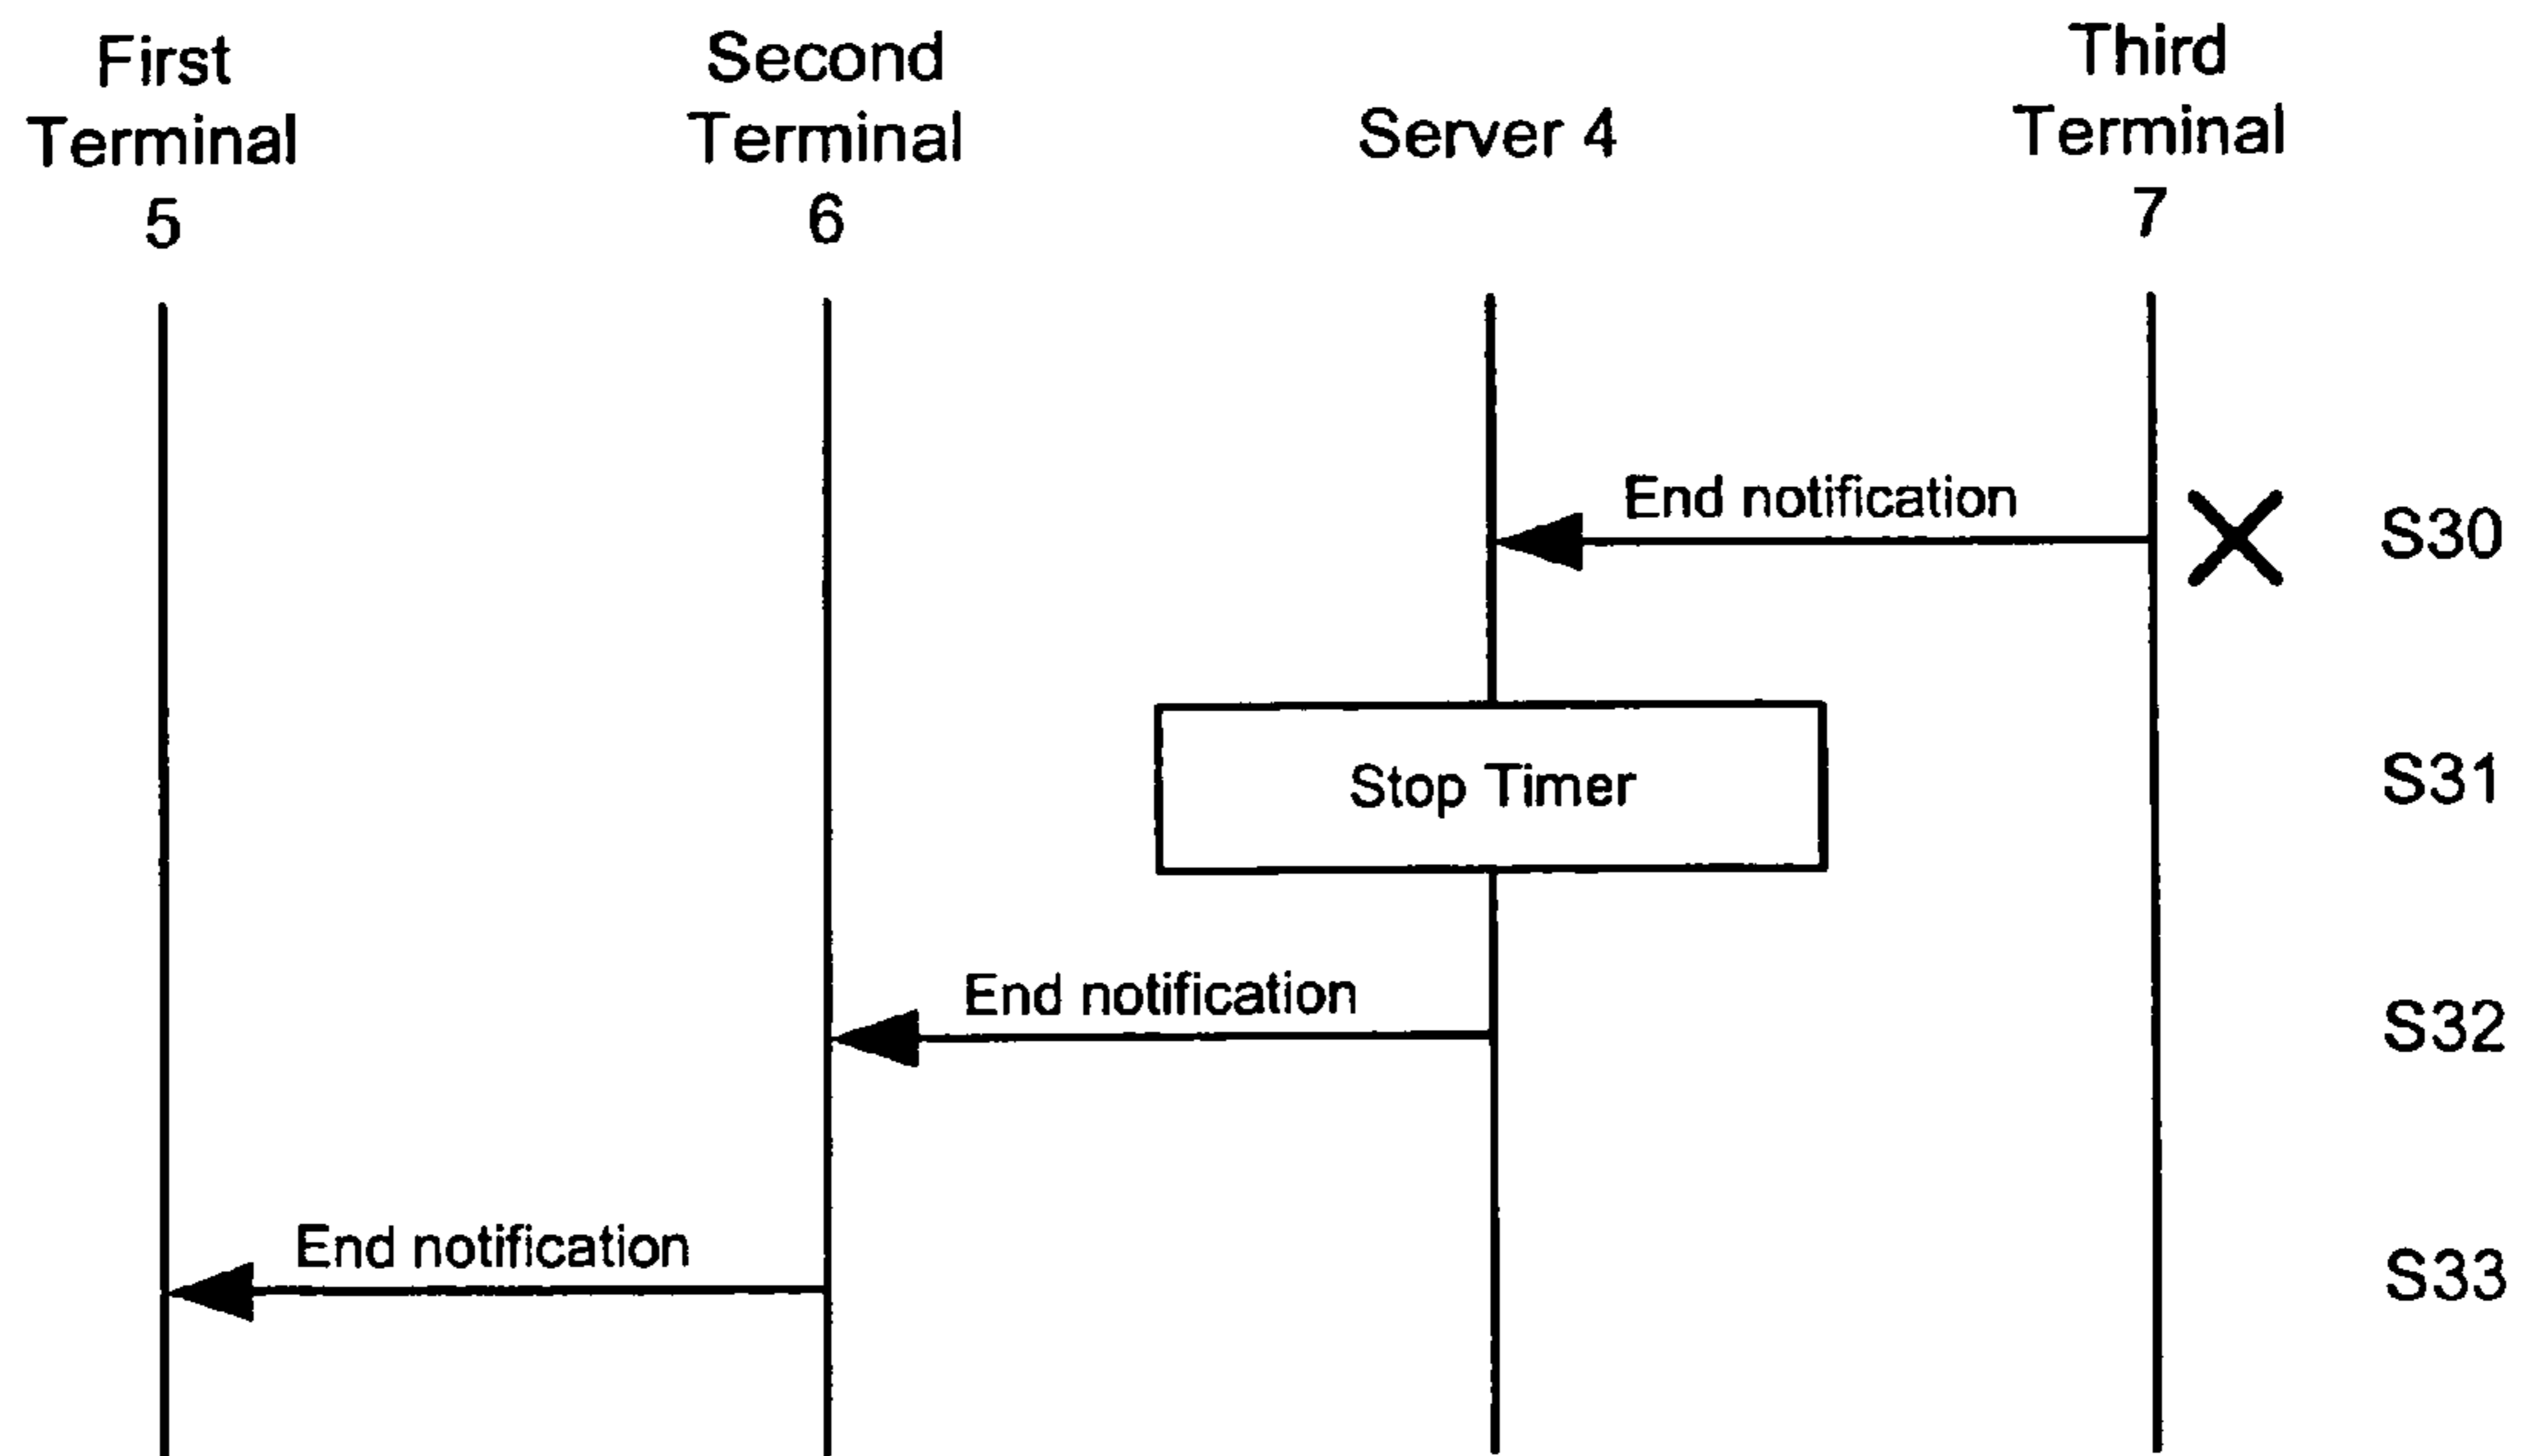 First
Terminal
5
Second
Terminal
6
Server 4
Third
Terminal
7
End notification
S30
Stop Timer
S31
End notification
S32
End notification
S33